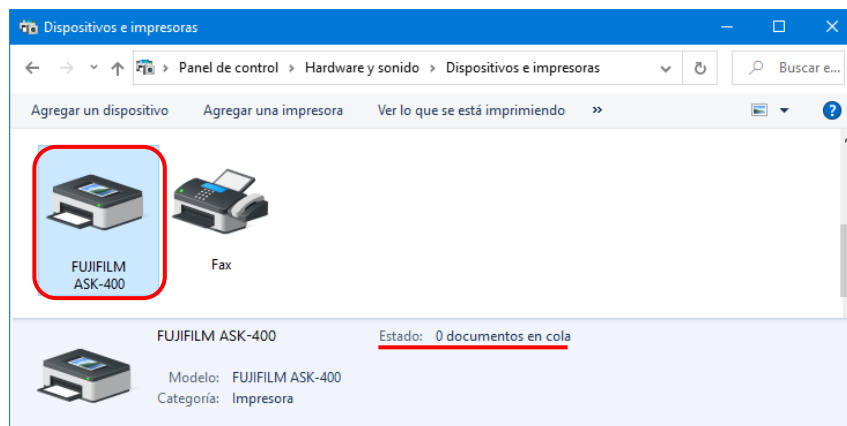 Dispositivos e impresoras
Panel de control > Hardware y sonido > Dispositivos e impresoras
Buscar e...
Agregar un dispositivo Agregar una impresora Ver lo que se está imprimiendo »
FUJIFILM
ASK-400
Fax
FUJIFILM ASK-400 Estado: 0 documentos en cola
Modelo: FUJIFILM ASK-400
Categoría: Impresora